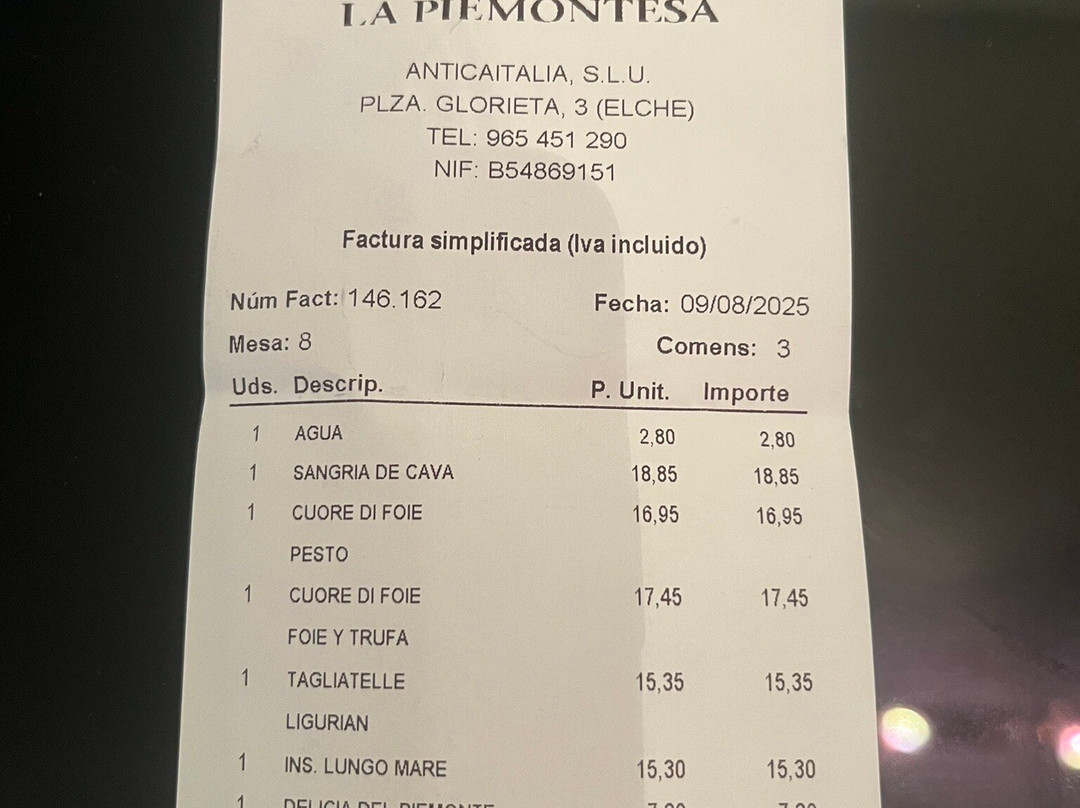 LA PIEMONTESA
ANTICAITALIA, S.L.U.
PLZA. GLORIETA, 3 (ELCHE)
TEL: 965 451 290
NIF: B54869151
Factura simplificada (Iva incluido)
Núm Fact: 146.162 Fecha: 09/08/2025
Mesa: 8 Comens: 3
Uds. Descrip. P. Unit. Importe
1 AGUA 2,80 2,80
1 SANGRIA DE CAVA 18,85 18,85
1 CUORE DI FOIE 16,95 16,95
PESTO
1 CUORE DI FOIE 17,45 17,45
FOIE Y TRUFA
1 TAGLIATELLE 15,35 15,35
LIGURIAN
1 INS. LUNGO MARE 15,30 15,30
1 DELICIA DEL PIEMONTE